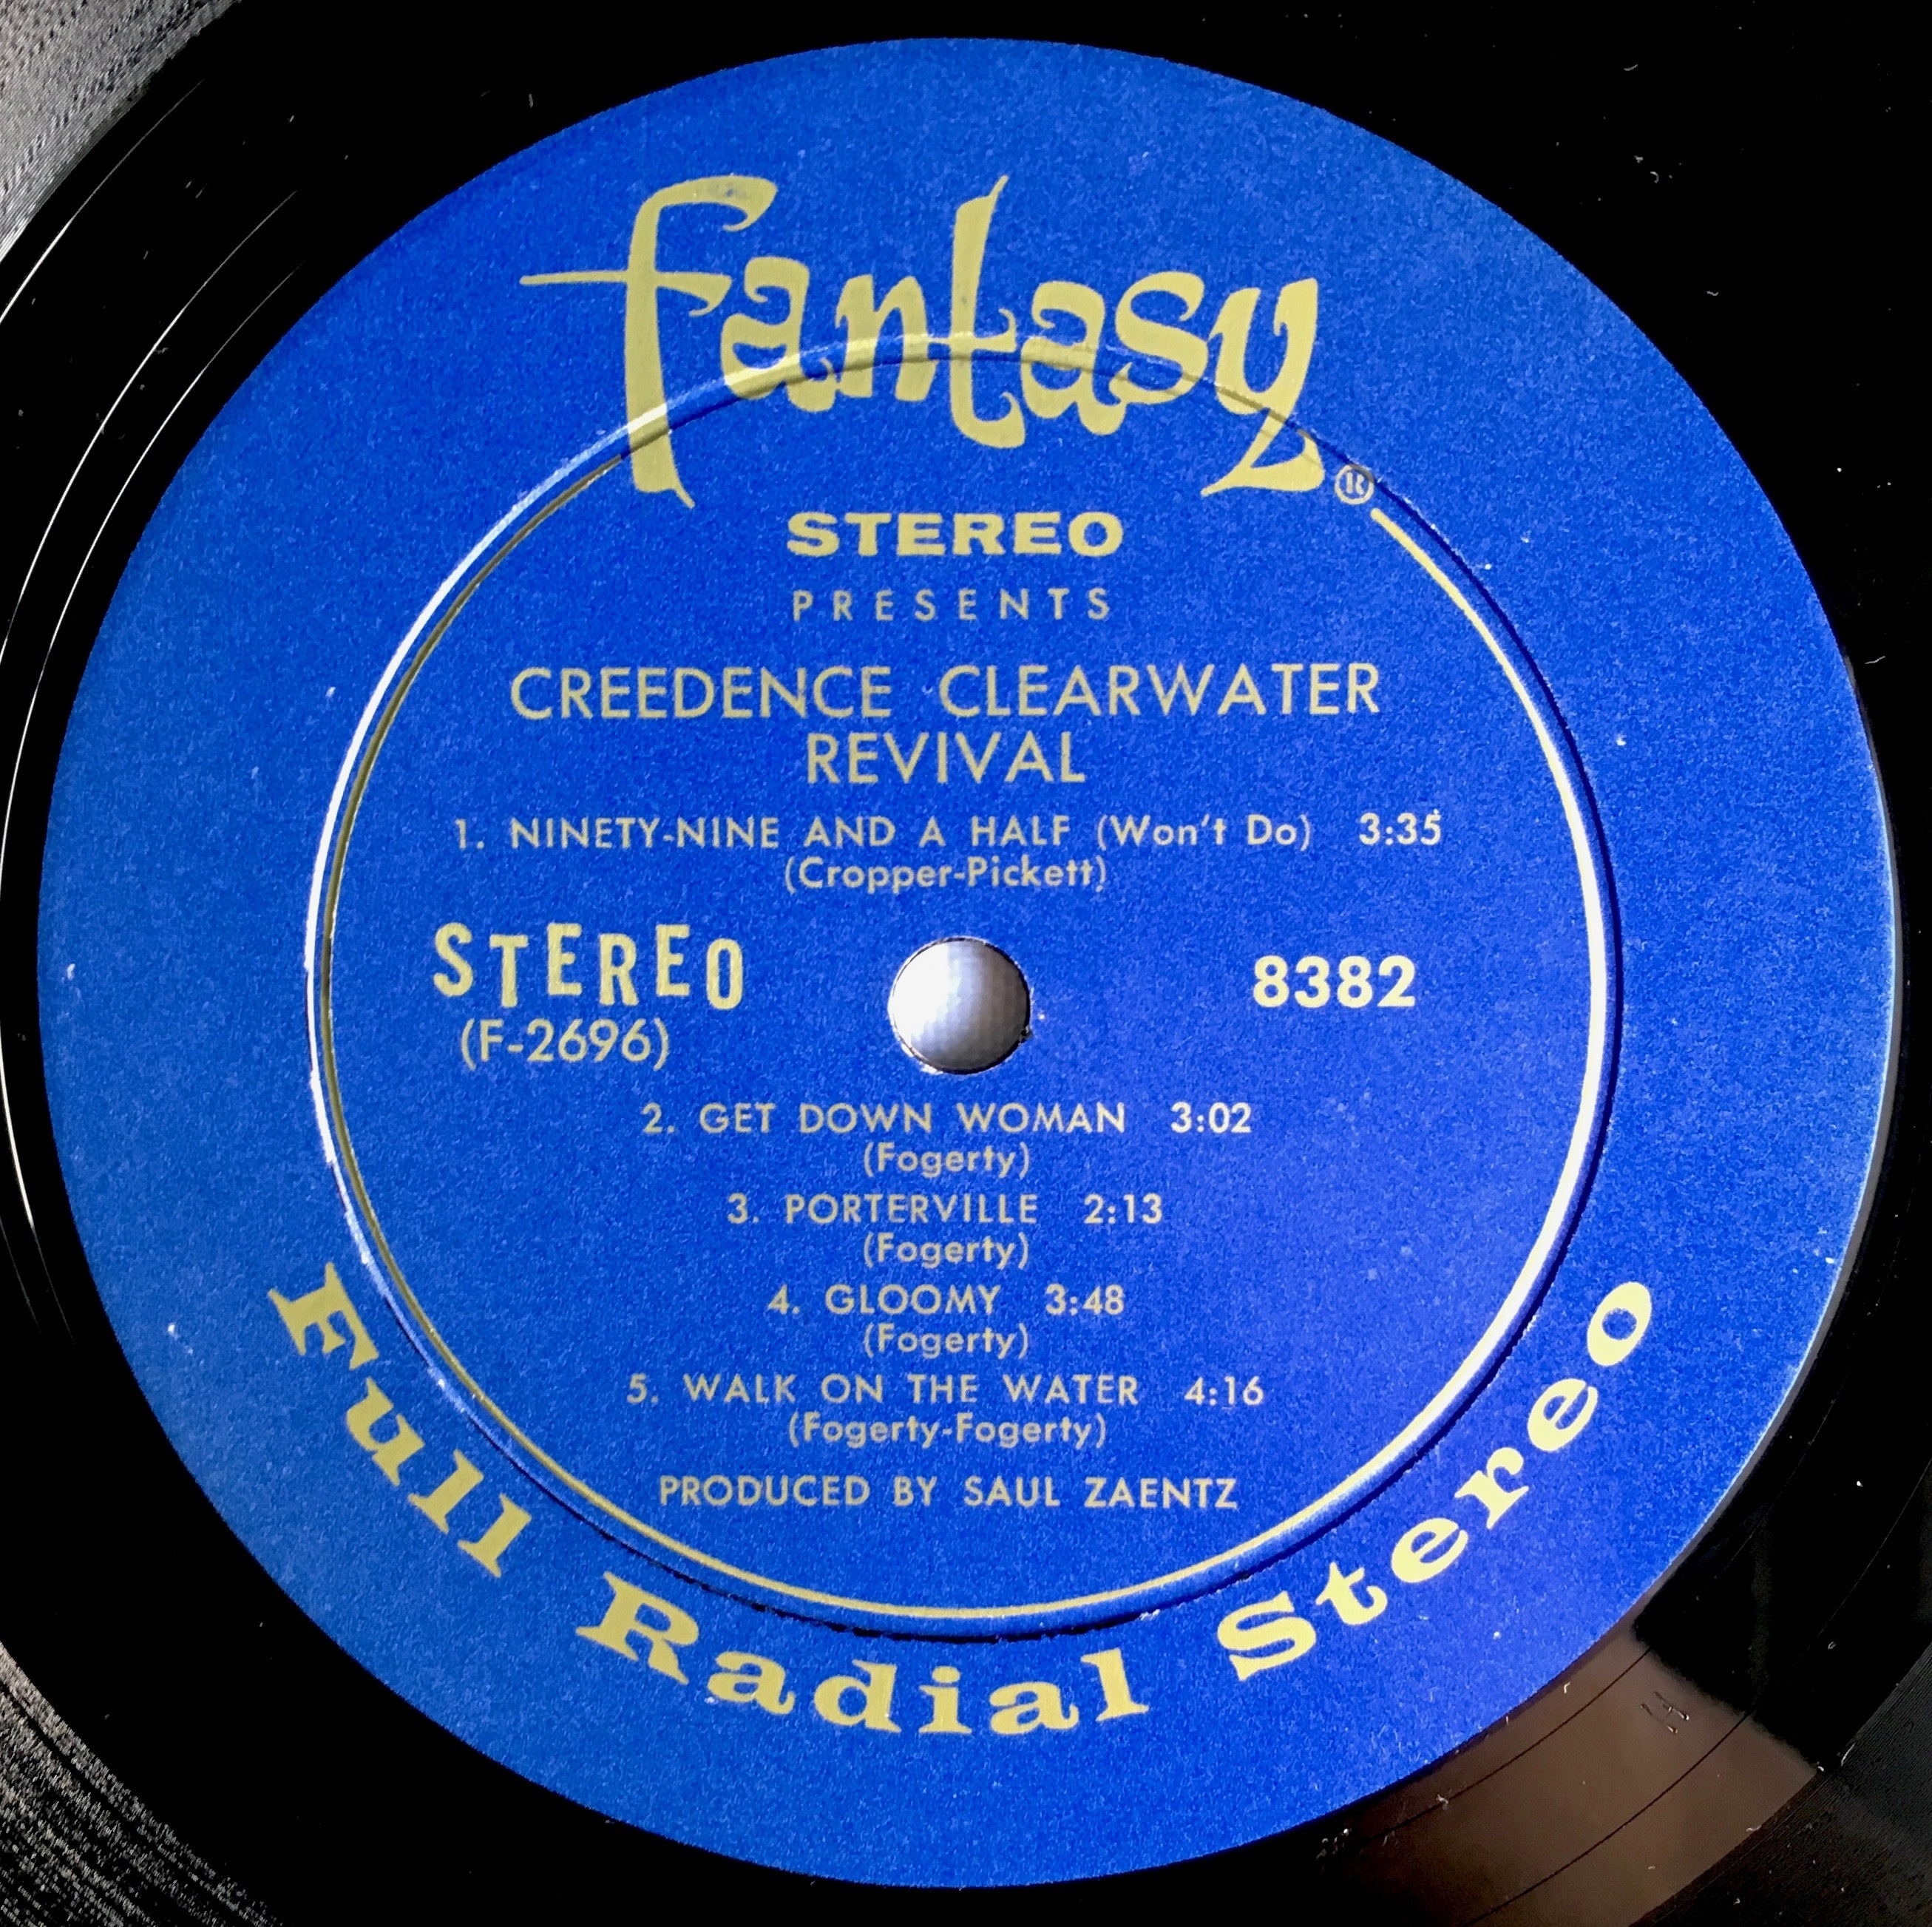 fantasy®
STEREO
PRESENTS
CREEDENCE CLEARWATER
REVIVAL
1. NINETY-NINE AND A HALF (Won't Do) 3:35
(Cropper-Pickett)
STEREO 8382
(F-2696)
2. GET DOWN WOMAN 3:02
(Fogerty)
3. PORTERVILLE 2:13
(Fogerty)
4. GLOOMY 3:48
(Fogerty)
5. WALK ON THE WATER 4:16
(Fogerty-Fogerty)
PRODUCED BY SAUL ZAENTZ
Full Radial Stereo